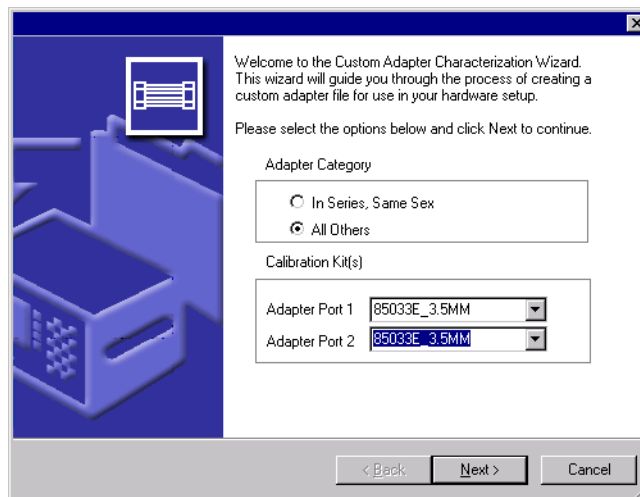 Welcome to the Custom Adapter Characterization Wizard.
This wizard will guide you through the process of creating a
custom adapter file for use in your hardware setup.
Please select the options below and click Next to continue.
Adapter Category
In Series, Same Sex
All Others
Calibration Kit(s)
Adapter Port 1
85033E_3.5MM
Adapter Port 2
85033E_3.5MM
< Back
Next >
Cancel